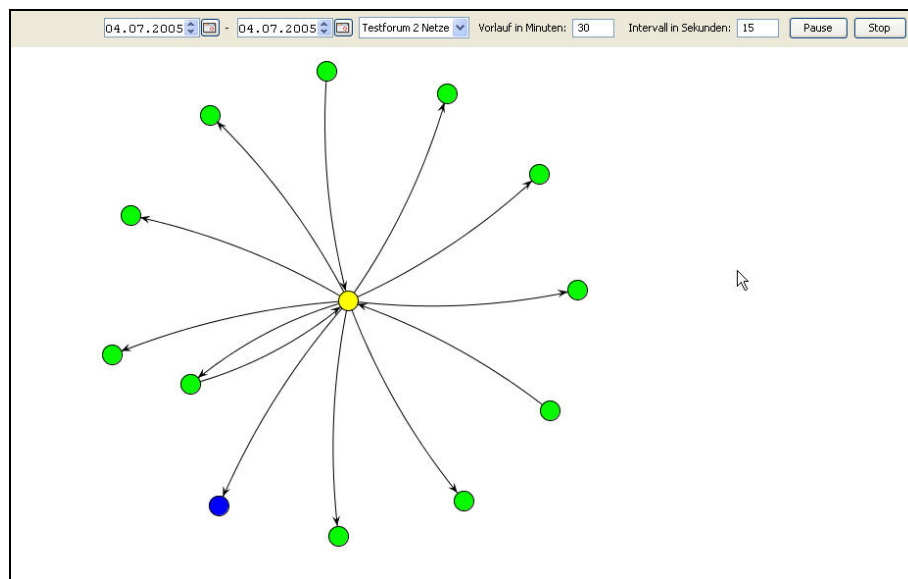 04.07.2005 - 04.07.2005 Testforum 2 Netze Vorlauf in Minuten: 30 Intervall in Sekunden: 15 Pause Stop